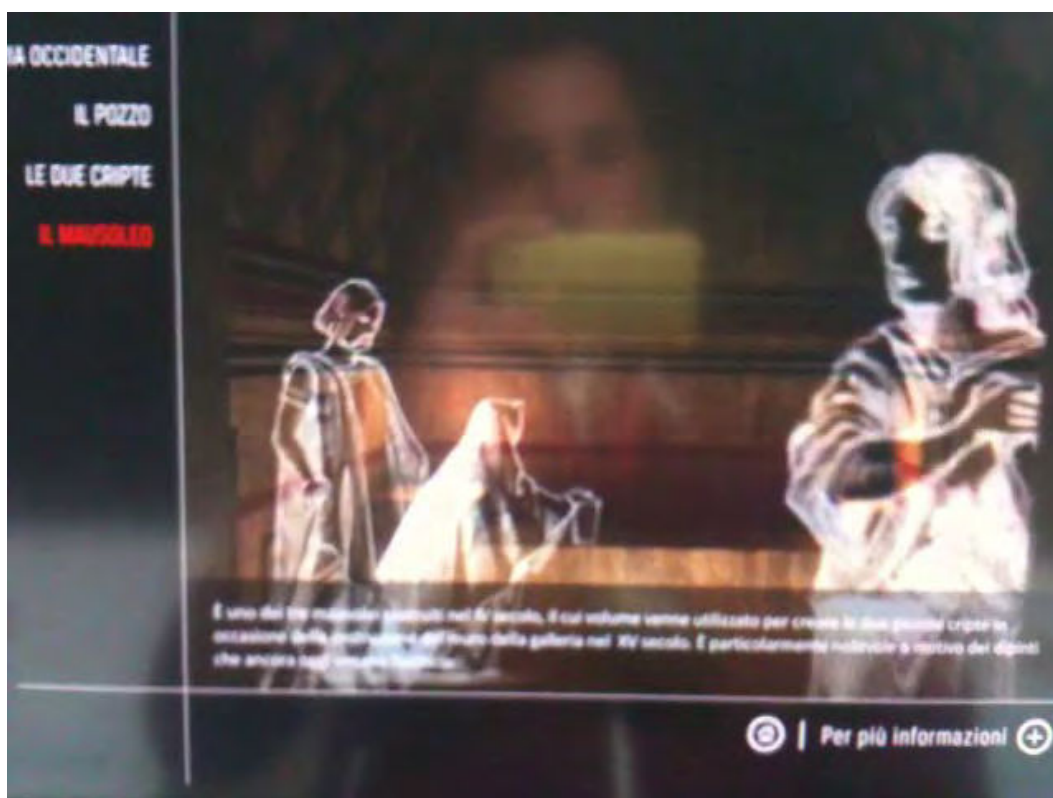 IA OCCIDENTALE
IL POZZO
LE DUE CRIPTE
IL MAUSOLEO
È uno dei tre mausolei costruiti nel IV secolo, il cui volume venne utilizzato per creare le due piccole cripte in
occasione della del muro della galleria nel XV secolo. È particolarmente notevole a motivo dei dipinti
che ancora oggi
Per più informazioni